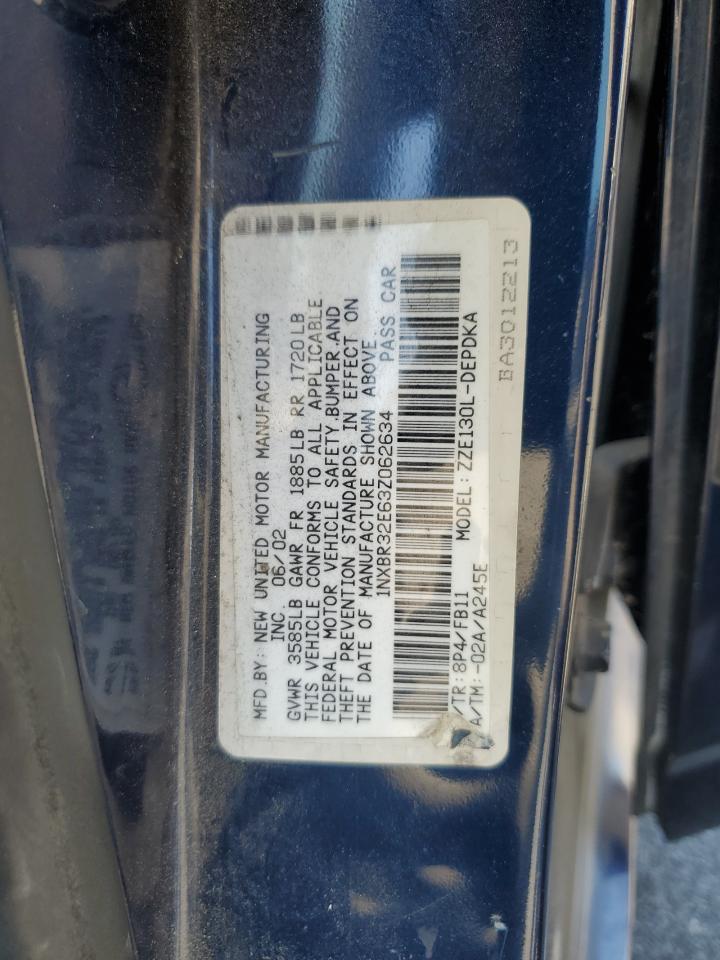 MFD.BY: NEW UNITED MOTOR MANUFACTURING
INC. 06/02
GVWR 3585LB GAWR FR 1885LB RR 1720LB
THIS VEHICLE CONFORMS TO ALL APPLICABLE
FEDERAL MOTOR VEHICLE SAFETY,BUMPER,AND
THEFT PREVENTION STANDARDS IN EFFECT ON
THE DATE OF MANUFACTURE SHOWN ABOVE.
1NXBR32E63Z062634 PASS CAR
/TR: 8P4/FB11 MODEL: ZZE130L-DEPDKA
A/TM: -02A/A245E
BA3012213